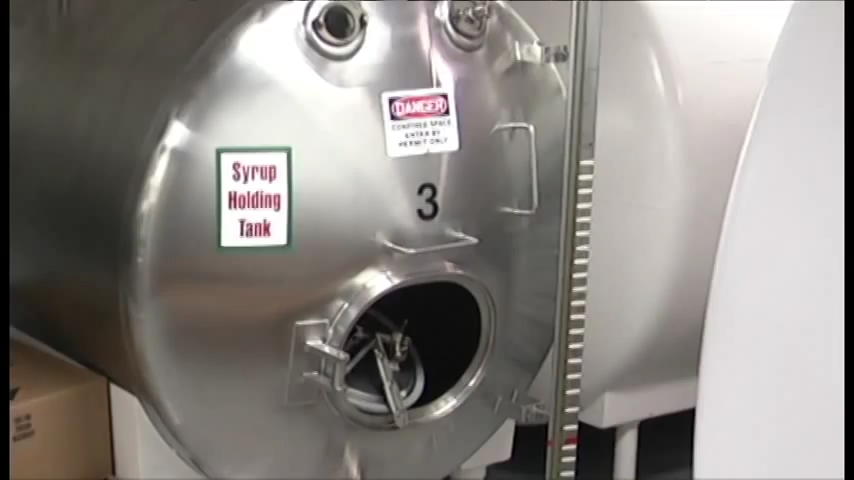 DANGER
CONFINED SPACE
ENTER BY
PERMIT ONLY
Syrup
Holding
Tank
3